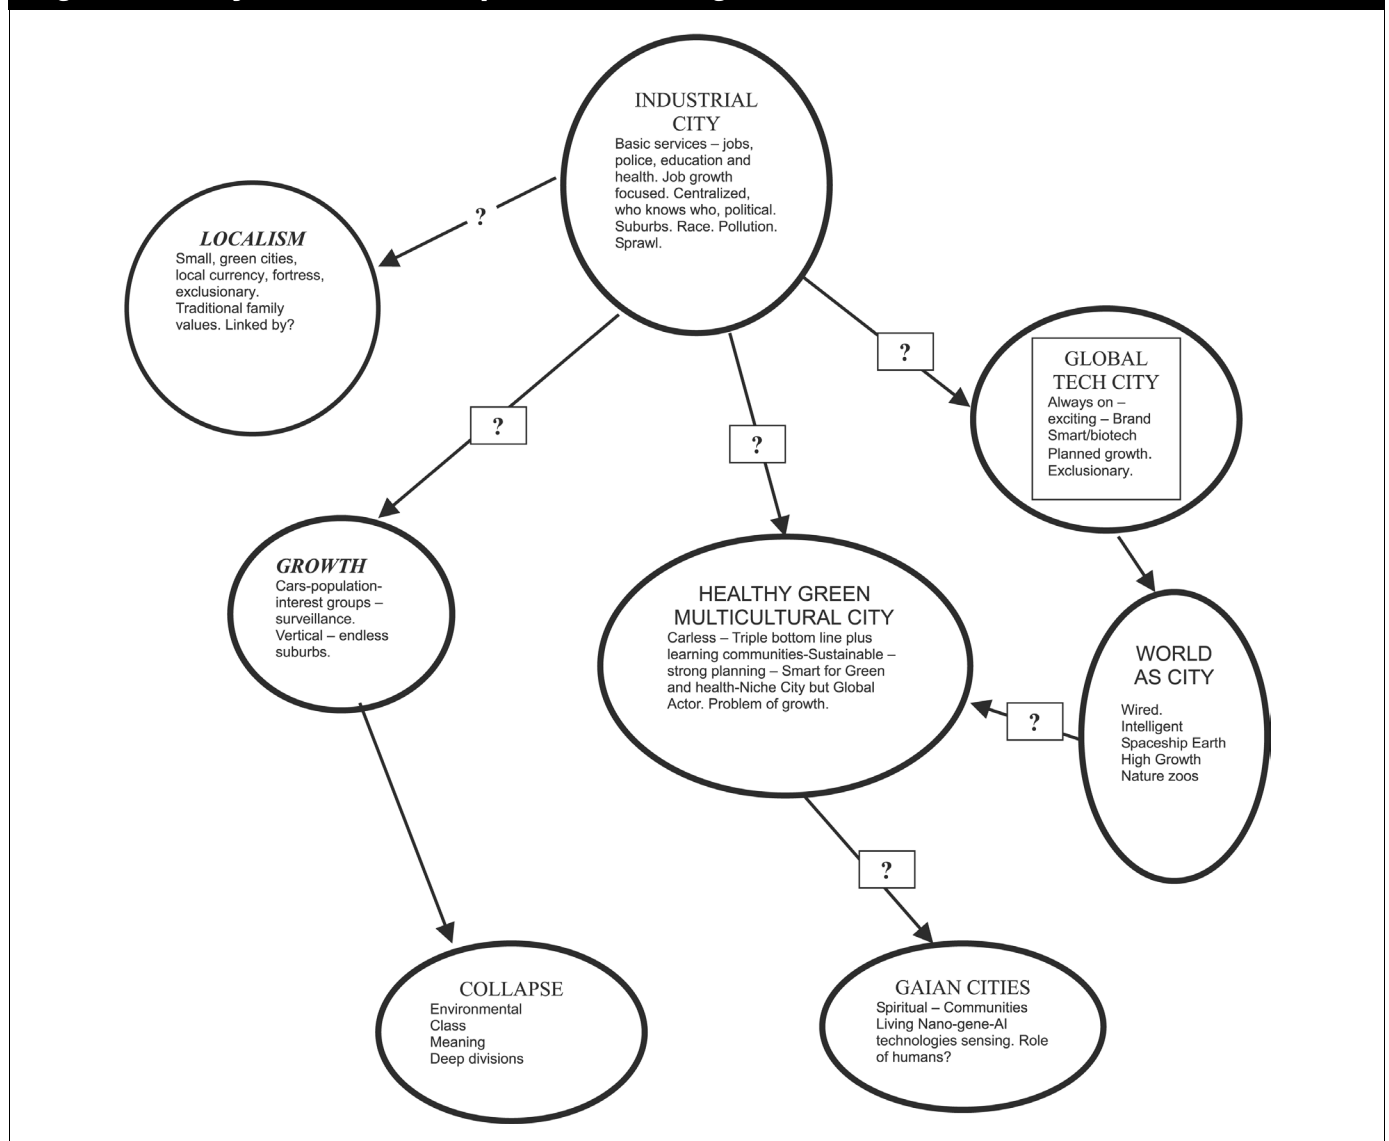 INDUSTRIAL
CITY
Basic services – jobs,
police, education and
health. Job growth
focused. Centralized,
who knows who, political.
Suburbs. Race. Pollution.
Sprawl.
?
LOCALISM
Small, green cities,
local currency, fortress,
exclusionary.
Traditional family
values. Linked by?
?
GLOBAL
TECH CITY
Always on –
exciting – Brand
Smart/biotech
Planned growth.
Exclusionary.
?
?
GROWTH
Cars-population-
interest groups –
surveillance.
Vertical – endless
suburbs.
HEALTHY GREEN
MULTICULTURAL CITY
Carless – Triple bottom line plus
learning communities-Sustainable –
strong planning – Smart for Green
and health-Niche City but Global
Actor. Problem of growth.
WORLD
AS CITY
Wired.
Intelligent
Spaceship Earth
High Growth
Nature zoos
?
?
COLLAPSE
Environmental
Class
Meaning
Deep divisions
GAIAN CITIES
Spiritual – Communities
Living Nano-gene-AI
technologies sensing. Role
of humans?